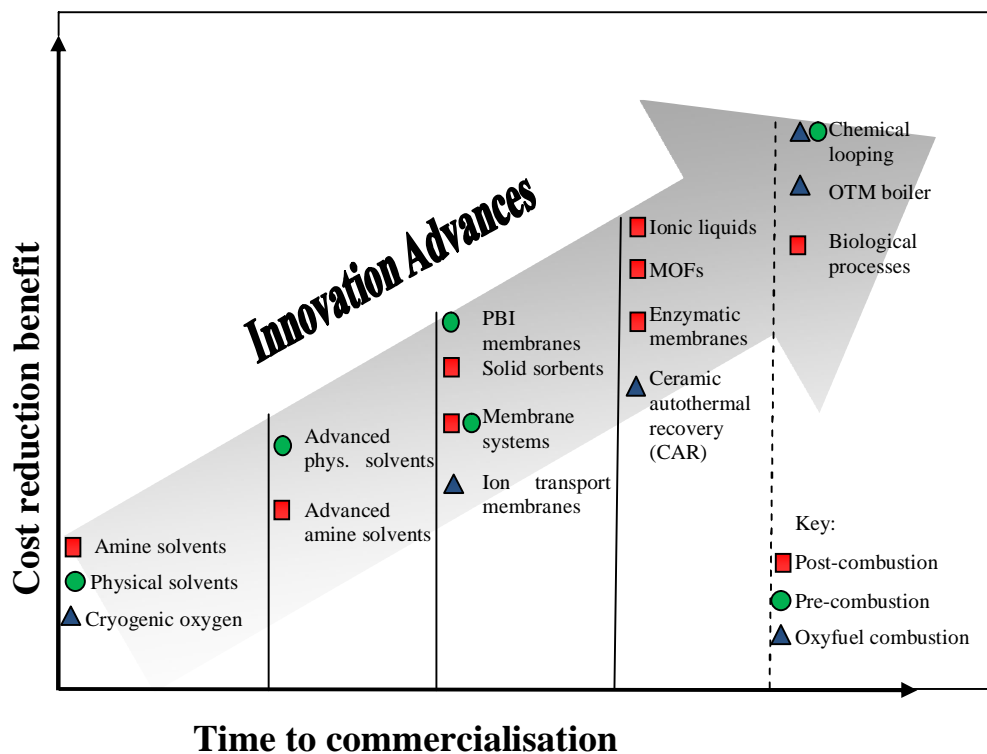 Cost reduction benefit
Innovation Advances
Amine solvents
Physical solvents
Cryogenic oxygen
Advanced
phys. solvents
Advanced
amine solvents
PBI
membranes
Solid sorbents
Membrane
systems
Ion transport
membranes
Ionic liquids
MOFs
Enzymatic
membranes
Ceramic
autothermal
recovery
(CAR)
Chemical
looping
OTM boiler
Biological
processes
Key:
Post-combustion
Pre-combustion
Oxyfuel combustion
Time to commercialisation